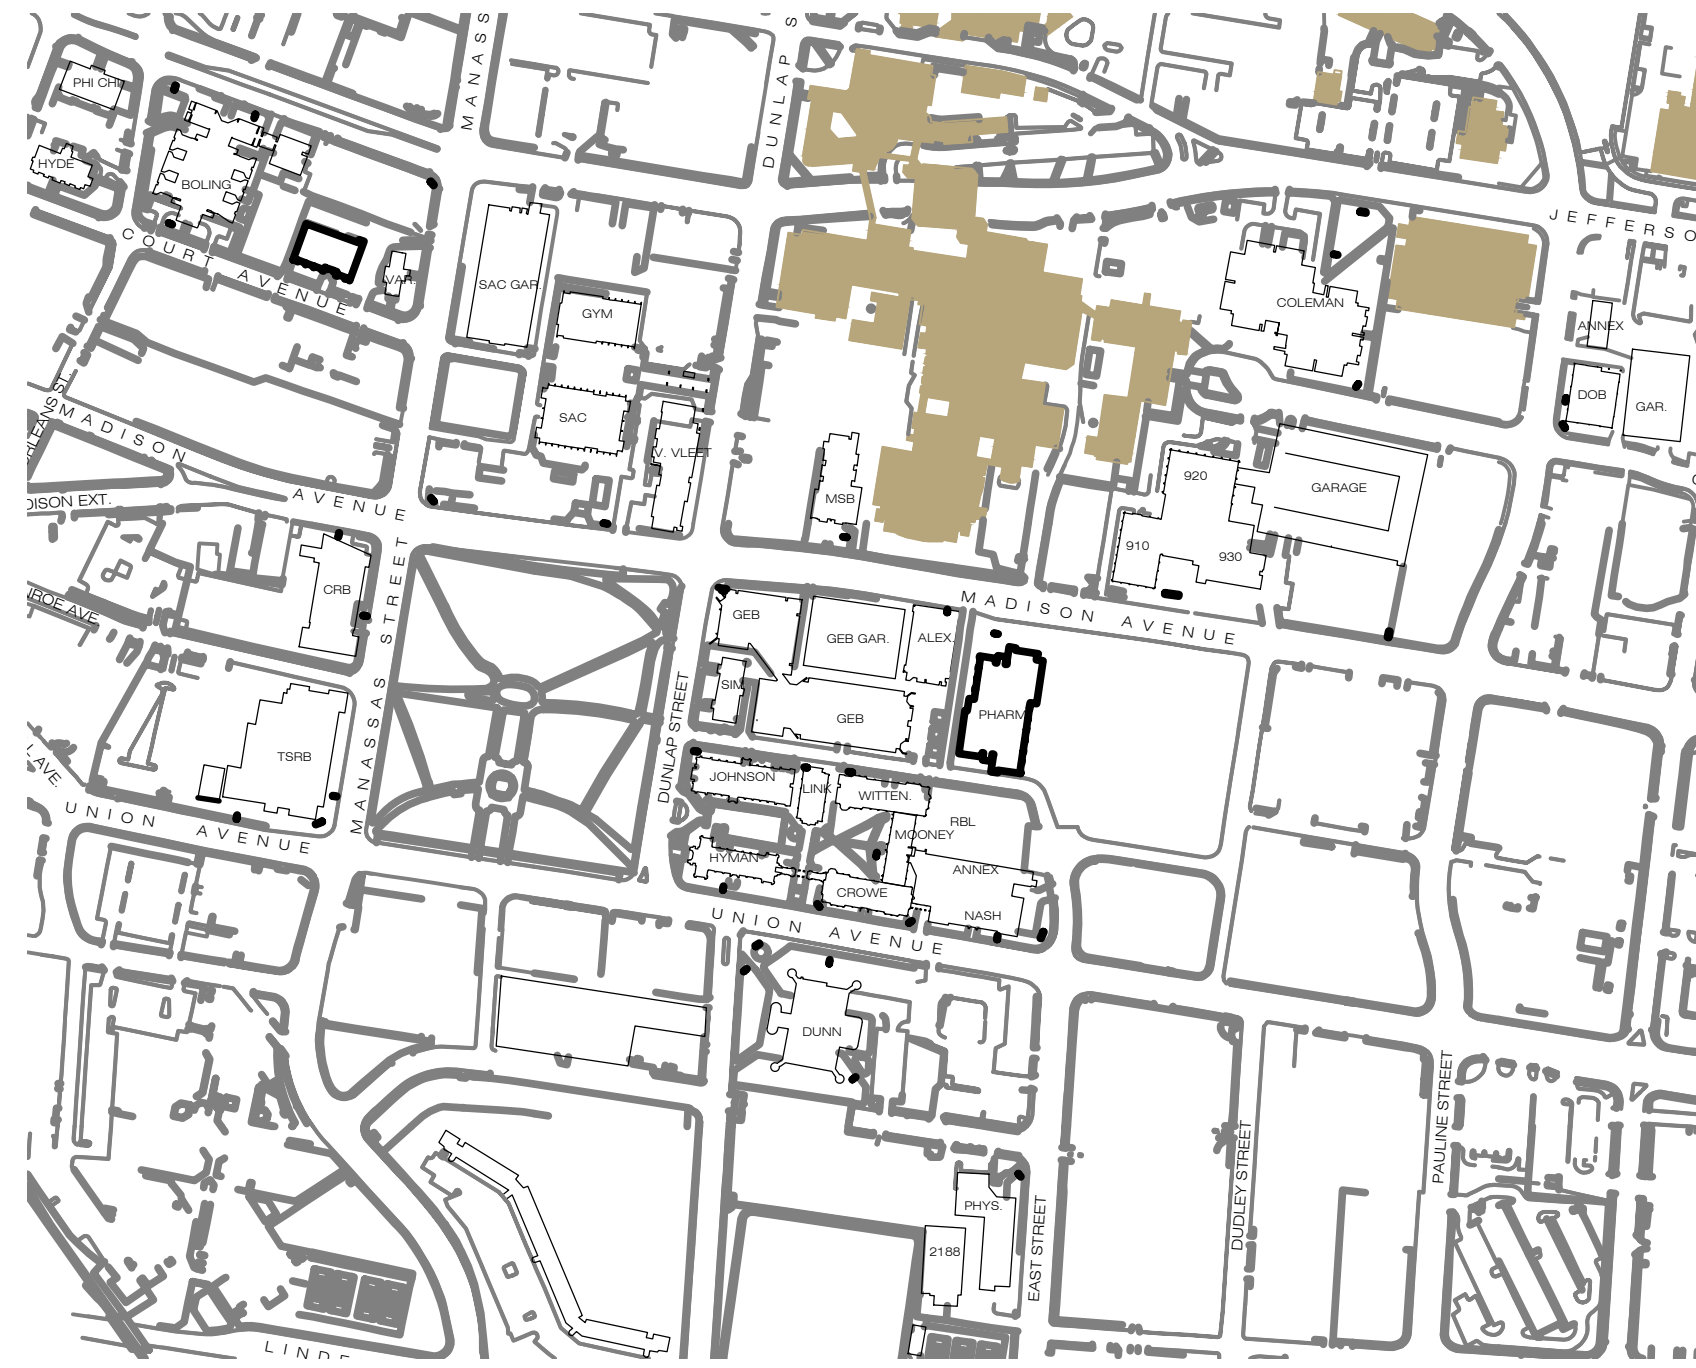 PHI CHI
HYDE
BOLING
COURT AVENUE
VAR.
MANASS
DUNLAP S
SAC GAR.
GYM
SAC
V. VLEET
MSB
COLEMAN
JEFFERSO
ANNEX
DOB
GAR.
920
GARAGE
910
930
RLEANS ST.
MADISON
AVENUE
DISON EXT.
NROE AVE.
CRB
MANASSAS STREET
TSRB
L AVE.
UNION AVENUE
GEB
GEB GAR.
ALEX.
SIM
GEB
DUNLAP STREET
MADISON AVENUE
PHARM
JOHNSON
LINK
WITTEN.
MOONEY
RBL
HYMAN
ANNEX
CROWE
NASH
UNION AVENUE
DUNN
PHYS.
2188
EAST STREET
DUDLEY STREET
PAULINE STREET
LINDE